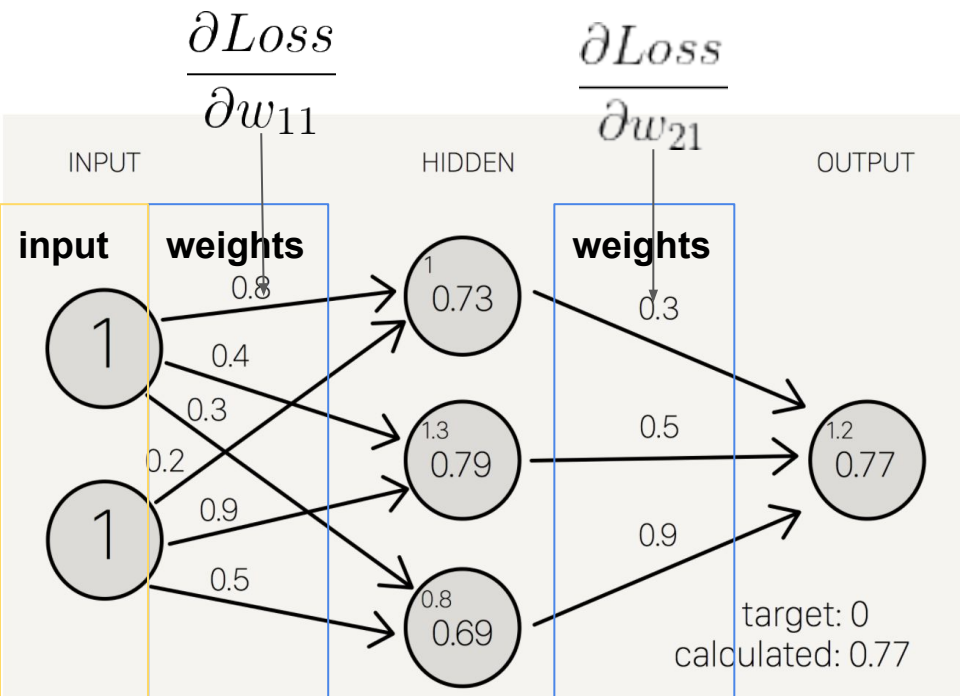 ∂Loss
∂w₁₁
∂Loss
∂w₂₁
INPUT
HIDDEN
OUTPUT
input
weights
weights
1
1
0.8
0.4
0.3
0.2
0.9
0.5
1
0.73
1.3
0.79
0.8
0.69
0.3
0.5
0.9
1.2
0.77
target: 0
calculated: 0.77